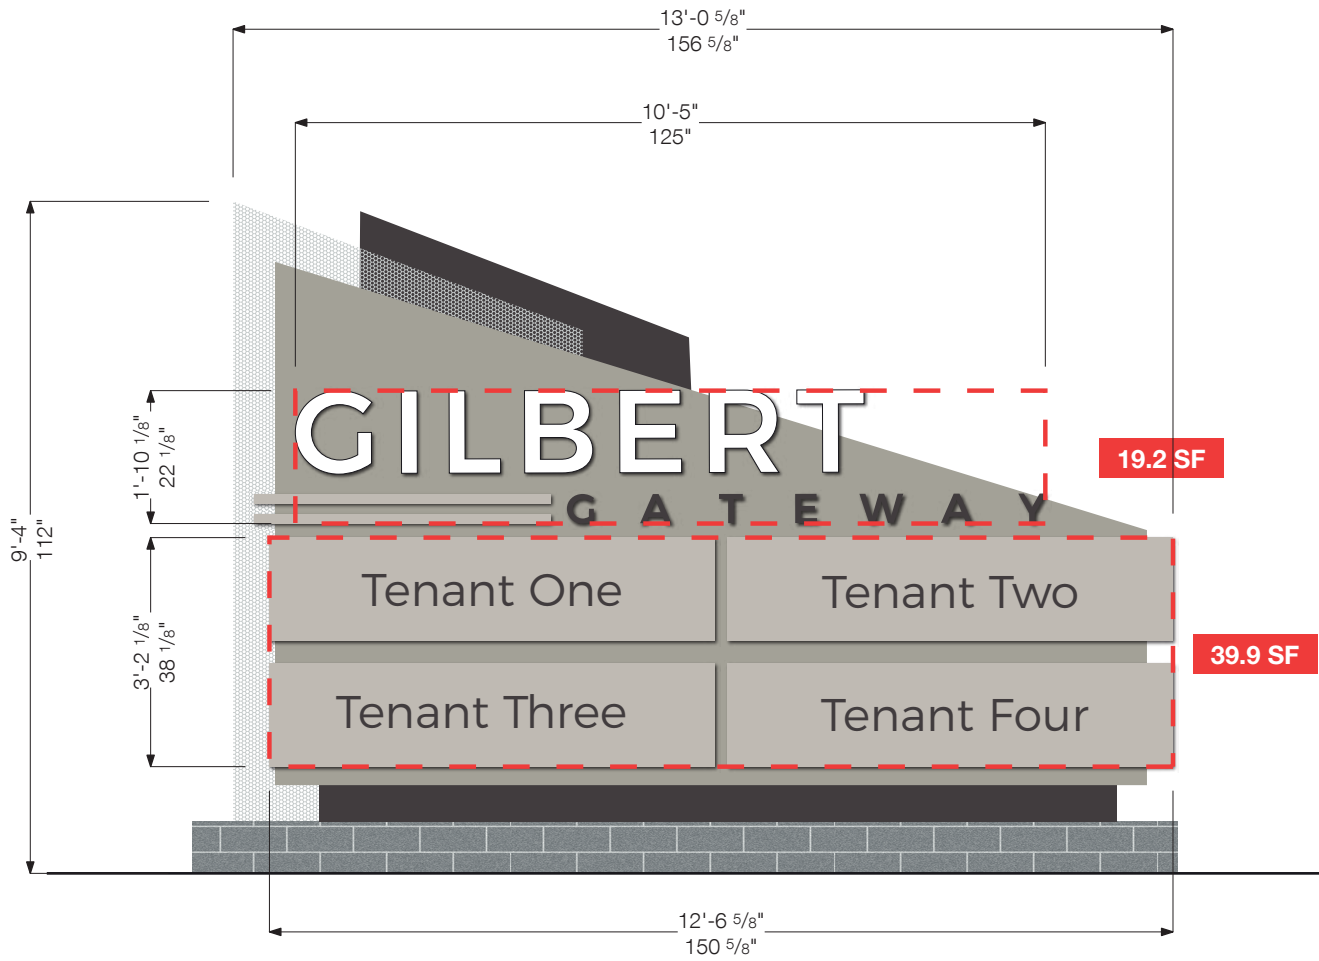 13'-0 5/8"
156 5/8"
10'-5"
125"
9'-4"
112"
1'-10 1/8"
22 1/8"
GILBERT
19.2 SF
GATEWAY
3'-2 1/8"
38 1/8"
Tenant One
Tenant Two
39.9 SF
Tenant Three
Tenant Four
12'-6 5/8"
150 5/8"